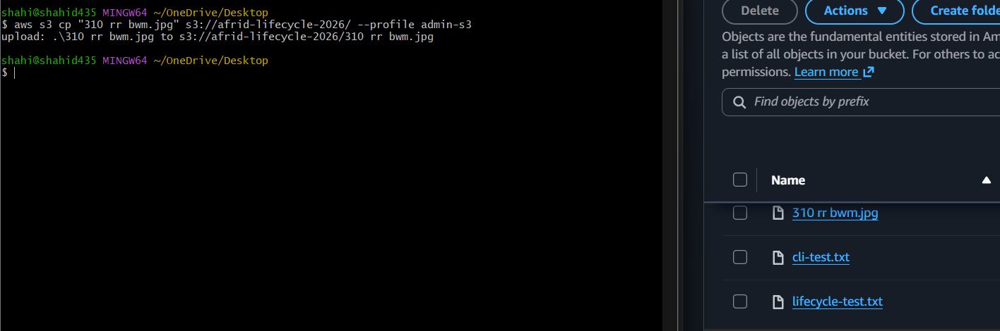 shahi@shahid435 MINGW64 ~/OneDrive/Desktop
$ aws s3 cp "310 rr bwm.jpg" s3://afrid-lifecycle-2026/ --profile admin-s3
upload: .\310 rr bwm.jpg to s3://afrid-lifecycle-2026/310 rr bwm.jpg
shahi@shahid435 MINGW64 ~/OneDrive/Desktop
$
Delete
Actions
Create folde
Objects are the fundamental entities stored in Am
a list of all objects in your bucket. For others to ac
permissions. Learn more
Find objects by prefix
Name
310 rr bwm.jpg
cli-test.txt
lifecycle-test.txt